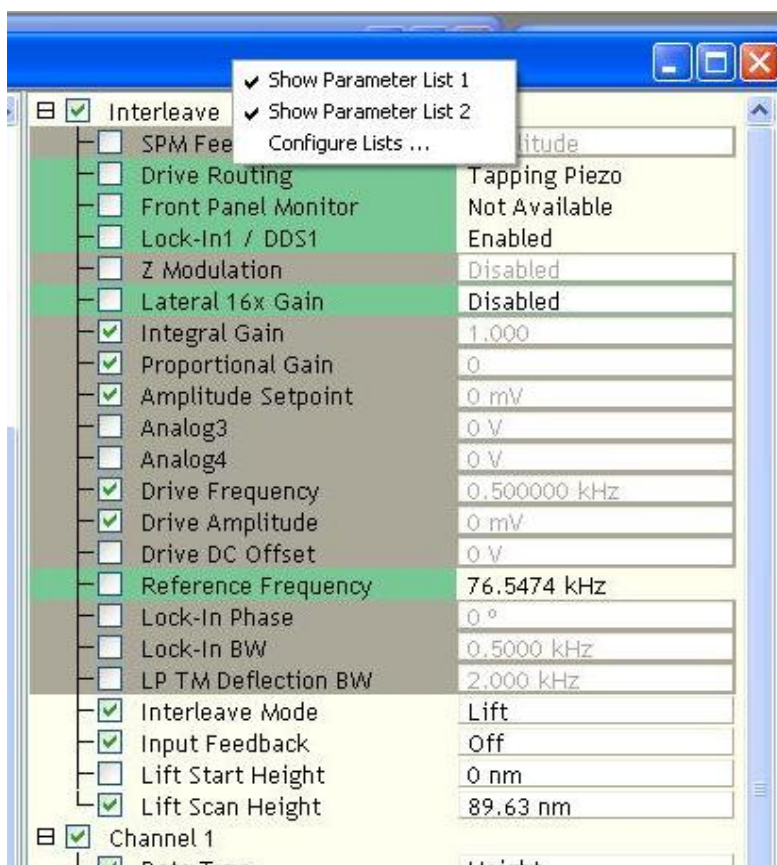 Show Parameter List 1
Show Parameter List 2
Configure Lists ...
Interleave
SPM Fee
Drive Routing Tapping Piezo
Front Panel Monitor Not Available
Lock-In1 / DDS1 Enabled
Z Modulation Disabled
Lateral 16x Gain Disabled
Integral Gain 1.000
Proportional Gain 0
Amplitude Setpoint 0 mV
Analog3 0 V
Analog4 0 V
Drive Frequency 0.500000 kHz
Drive Amplitude 0 mV
Drive DC Offset 0 V
Reference Frequency 76.5474 kHz
Lock-In Phase 0 º
Lock-In BW 0.5000 kHz
LP TM Deflection BW 2.000 kHz
Interleave Mode Lift
Input Feedback Off
Lift Start Height 0 nm
Lift Scan Height 89.63 nm
Channel 1